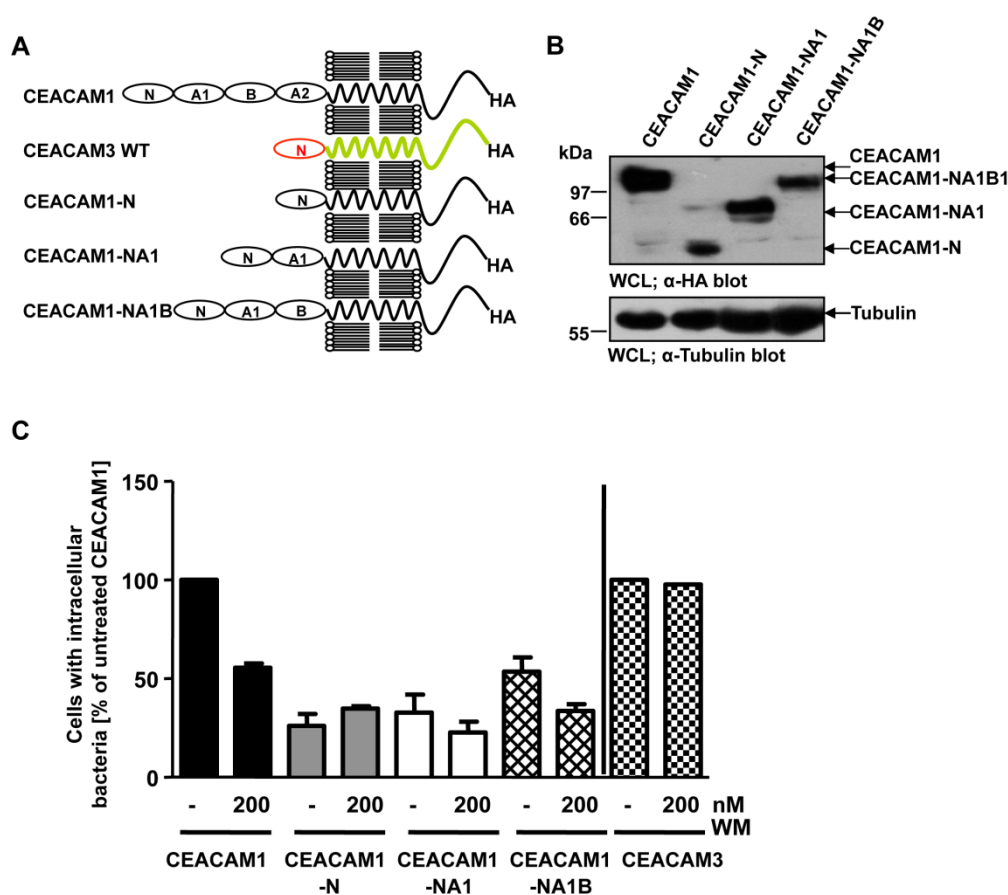 A
CEACAM1 N A1 B A2 HA
CEACAM3 WT N HA
CEACAM1-N N HA
CEACAM1-NA1 N A1 HA
CEACAM1-NA1B N A1 B HA
B
CEACAM1
CEACAM1-N
CEACAM1-NA1
CEACAM1-NA1B
kDa
97
66
CEACAM1
CEACAM1-NA1B1
CEACAM1-NA1
CEACAM1-N
WCL; α-HA blot
55
Tubulin
WCL; α-Tubulin blot
C
Cells with intracellular
bacteria [% of untreated CEACAM1]
150
100
50
0
- 200 - 200 - 200 - 200 - 200 nM
WM
CEACAM1 CEACAM1 CEACAM1 CEACAM1 CEACAM3
-N -NA1 -NA1B